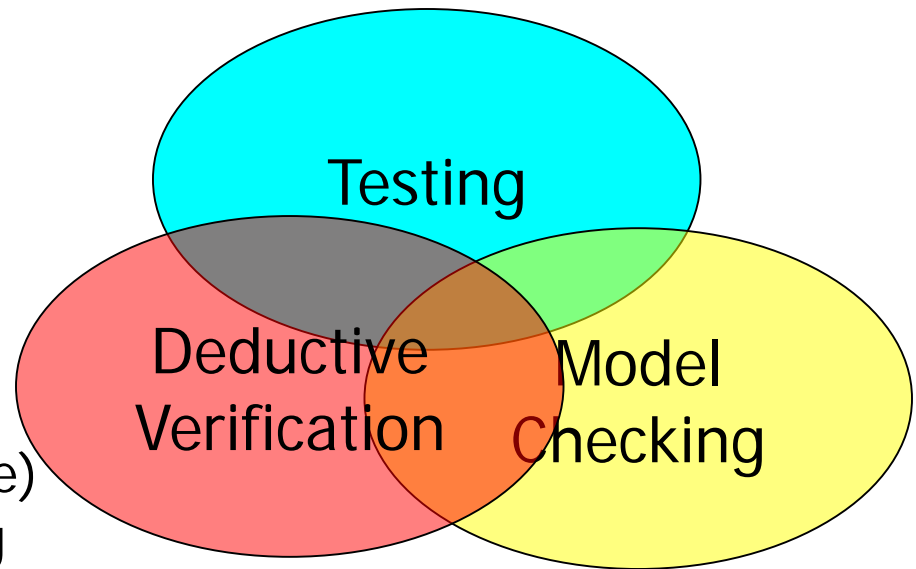 Testing
Deductive
Verification
Model
Checking
e)
g